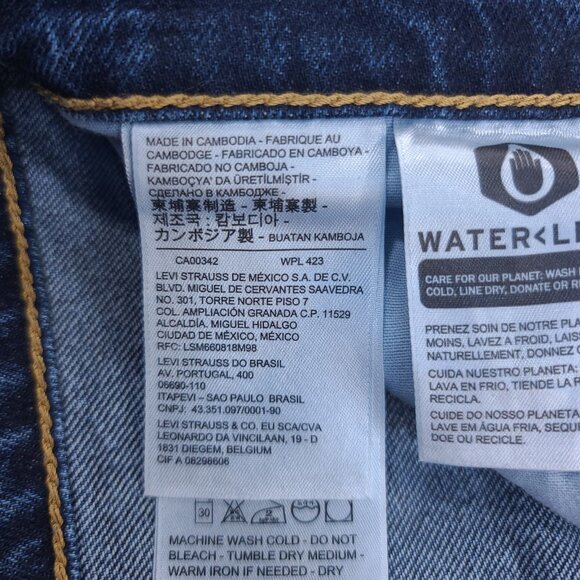 MADE IN CAMBODIA - FABRIQUE AU
CAMBODGE - FABRICADO EN CAMBOYA -
FABRICADO NO CAMBOJA -
KAMBOÇYA' DA ÜRETİLMİŞTİR -
СДЕЛАНО В КАМБОДЖЕ -
柬埔寨制造 - 柬埔寨製 -
제조국 : 캄보디아 -
カンボジア製 - BUATAN KAMBOJA
CA00342 WPL 423
LEVI STRAUSS DE MÉXICO S.A. DE C.V.
BLVD. MIGUEL DE CERVANTES SAAVEDRA
NO. 301, TORRE NORTE PISO 7
COL. AMPLIACIÓN GRANADA C.P. 11529
ALCALDÍA. MIGUEL HIDALGO
CIUDAD DE MÉXICO, MÉXICO
RFC: LSM660818M98
LEVI STRAUSS DO BRASIL
AV. PORTUGAL, 400
06690-110
ITAPEVI – SAO PAULO BRASIL
CNPJ: 43.351.097/0001-90
LEVI STRAUSS & CO. EU SCA/CVA
LEONARDO DA VINCILAAN, 19 - D
1831 DIEGEM, BELGIUM
CIF A 08298606
30
MACHINE WASH COLD - DO NOT
BLEACH - TUMBLE DRY MEDIUM -
WARM IRON IF NEEDED - DRY
WATER<LE
CARE FOR OUR PLANET: WASH
COLD, LINE DRY, DONATE OR RE
PRENEZ SOIN DE NOTRE PLA
MOINS, LAVEZ A FROID, LAISS
NATURELLEMENT, DONNEZ O
CUIDA NUESTRO PLANETA:
LAVA EN FRIO, TIENDE LA
RECICLA.
CUIDE DO NOSSO PLANETA
LAVE EM ÁGUA FRIA, SEQU
DOE OU RECICLE.